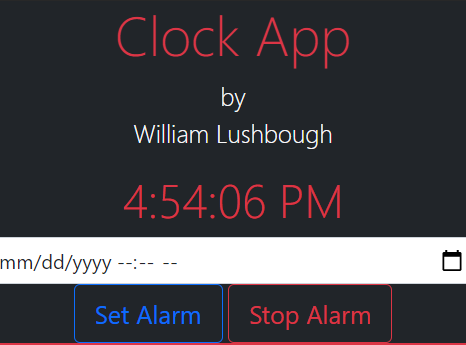 Clock App
by
William Lushbough
4:54:06 PM
mm/dd/yyyy --:-- --
Set Alarm Stop Alarm